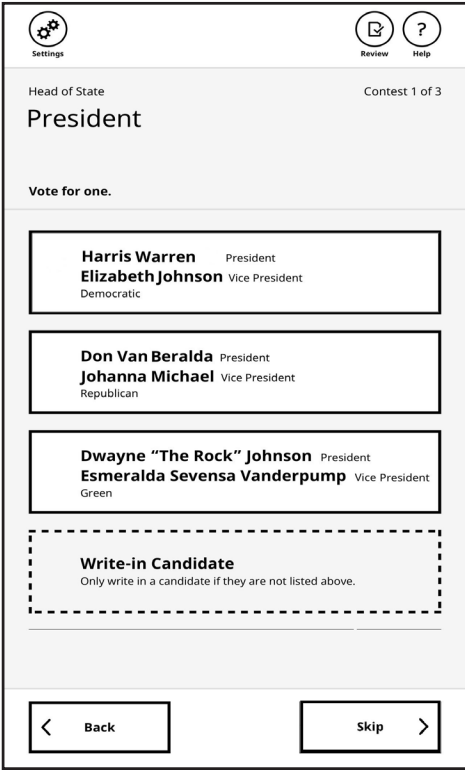 Settings
Review
?
Help
Head of State
Contest 1 of 3
President
Vote for one.
Harris Warren President
Elizabeth Johnson Vice President
Democratic
Don Van Beralda President
Johanna Michael Vice President
Republican
Dwayne “The Rock” Johnson President
Esmeralda Sevensa Vanderpump Vice President
Green
Write-in Candidate
Only write in a candidate if they are not listed above.
Back
Skip